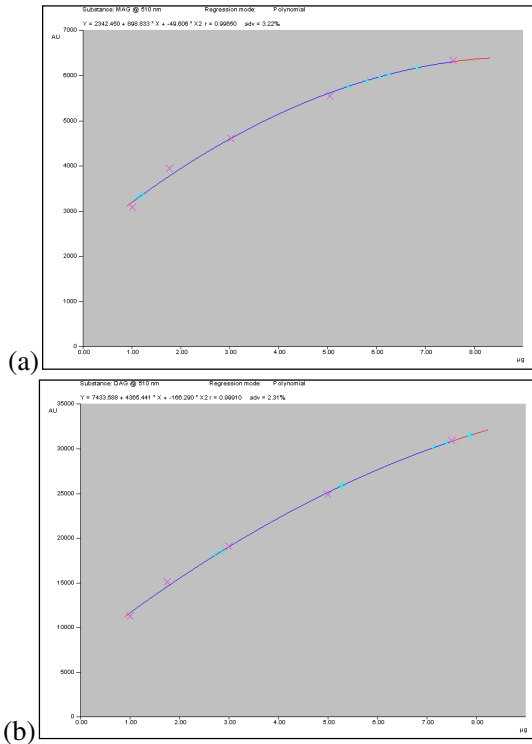 Substance: MAG @ 510 nm Regression mode: Polynomial
Y = 2342.450 + 898.833 * X + -49.606 * X2 r = 0.99650 sdv = 3.22%
AU
7000
6000
5000
4000
3000
2000
1000
0
0.00 1.00 2.00 3.00 4.00 5.00 6.00 7.00 8.00
µg
(a)
Substance: DAG @ 510 nm Regression mode: Polynomial
Y = 7433.588 + 4365.441 * X + -166.290 * X2 r = 0.99910 sdv = 2.31%
AU
35000
30000
25000
20000
15000
10000
5000
0
0.00 1.00 2.00 3.00 4.00 5.00 6.00 7.00 8.00
µg
(b)